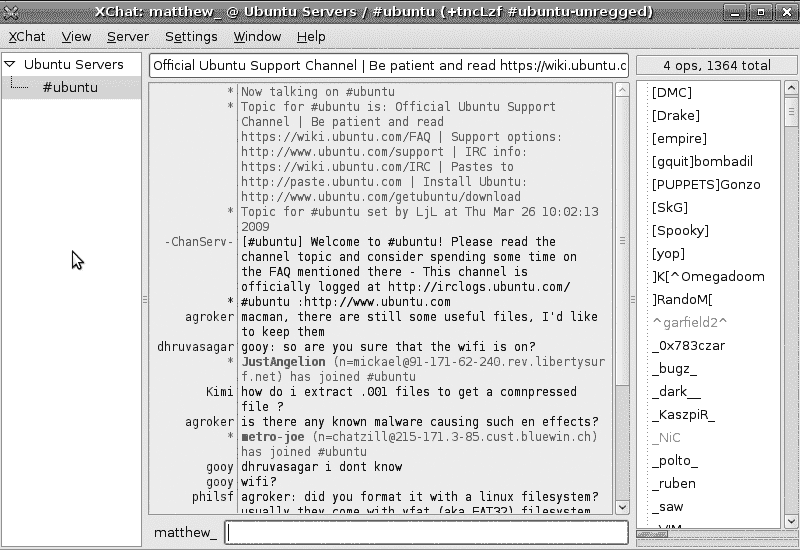 XChat: matthew_ @ Ubuntu Servers / #ubuntu (+tncLzf #ubuntu-unregged)
XChat View Server Settings Window Help
Ubuntu Servers
#ubuntu
Official Ubuntu Support Channel | Be patient and read https://wiki.ubuntu.c
4 ops, 1364 total
* Now talking on #ubuntu
* Topic for #ubuntu is: Official Ubuntu Support
Channel | Be patient and read
https://wiki.ubuntu.com/FAQ | Support options:
http://www.ubuntu.com/support | IRC info:
https://wiki.ubuntu.com/IRC | Pastes to
http://paste.ubuntu.com | Install Ubuntu:
http://www.ubuntu.com/getubuntu/download
* Topic for #ubuntu set by LjL at Thu Mar 26 10:02:13
2009
-ChanServ- [#ubuntu] Welcome to #ubuntu! Please read the
channel topic and consider spending some time on
the FAQ mentioned there - This channel is
officially logged at http://irclogs.ubuntu.com/
* #ubuntu :http://www.ubuntu.com
agroker macman, there are still some useful files, I'd like
to keep them
dhruvasagar gooy: so are you sure that the wifi is on?
* JustAngelion (n=mickael@91-171-62-240.rev.libertysur
f.net) has joined #ubuntu
Kimi how do i extract .001 files to get a comnpressed
file ?
agroker is there any known malware causing such en effects?
* metro-joe (n=chatzill@215-171.3-85.cust.bluewin.ch)
has joined #ubuntu
gooy dhruvasagar i dont know
gooy wifi?
philsf agroker: did you format it with a linux filesystem?
usually they come with vfat (aka FAT32) filesystem
[DMC]
[Drake]
[empire]
[gquit]bombadil
[PUPPETS]Gonzo
[SkG]
[Spooky]
[yop]
]K[^Omegadoom
]RandoM[
^garfield2^
_0x783czar
_bugz_
_dark__
_KaszpiR_
_NiC
_polto_
_ruben
_saw
matthew_